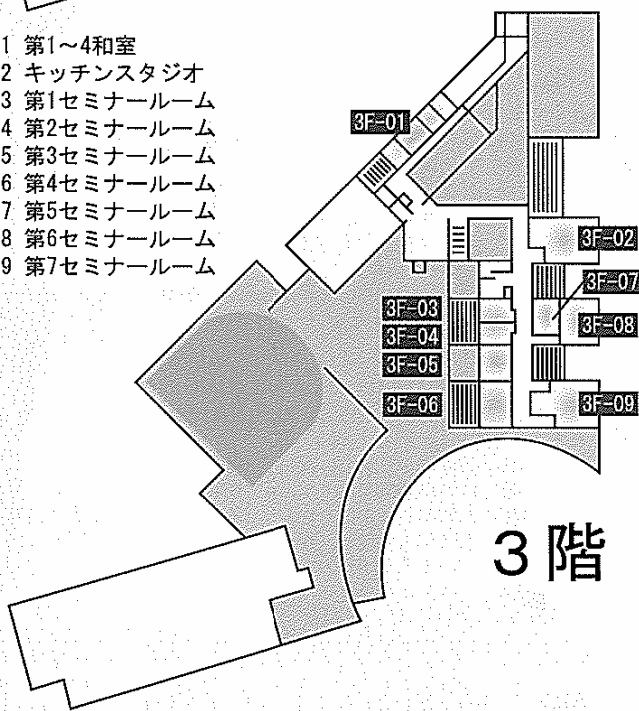 1 第1～4和室
2 キッチンスタジオ
3 第1セミナールーム
4 第2セミナールーム
5 第3セミナールーム
6 第4セミナールーム
7 第5セミナールーム
8 第6セミナールーム
9 第7セミナールーム
3F-01
3F-02
3F-07
3F-03
3F-08
3F-04
3F-05
3F-06
3F-09
3階